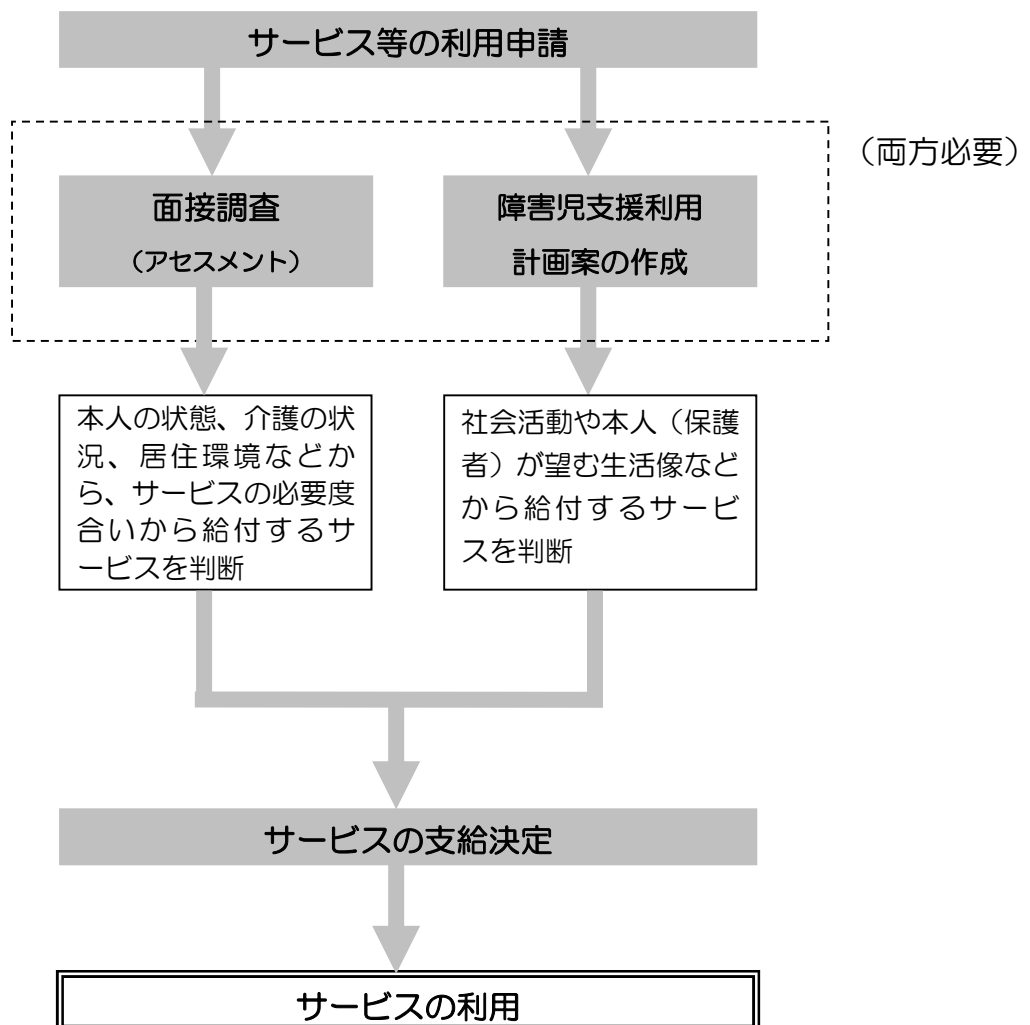 サービス等の利用申請
（両方必要）
面接調査
（アセスメント）
障害児支援利用
計画案の作成
本人の状態、介護の状
況、居住環境などか
ら、サービスの必要度
合いから給付するサ
ービスを判断
社会活動や本人（保護
者）が望む生活像など
から給付するサービ
スを判断
サービスの支給決定
サービスの利用